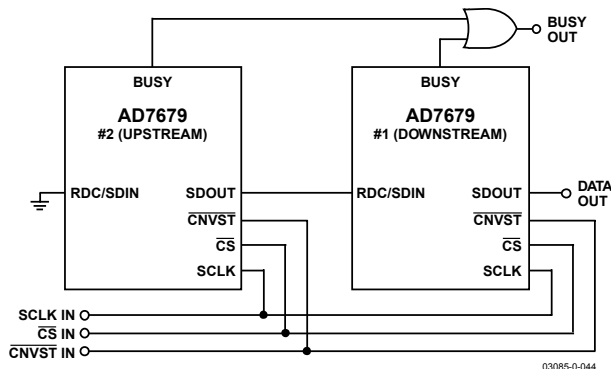 BUSY
OUT
BUSY
BUSY
AD7679
#2 (UPSTREAM)
AD7679
#1 (DOWNSTREAM)
RDC/SDIN
SDOUT
RDC/SDIN
SDOUT
DATA
OUT
CNVST
CNVST
CS
CS
SCLK
SCLK
SCLK IN
CS IN
CNVST IN
03085-0-044